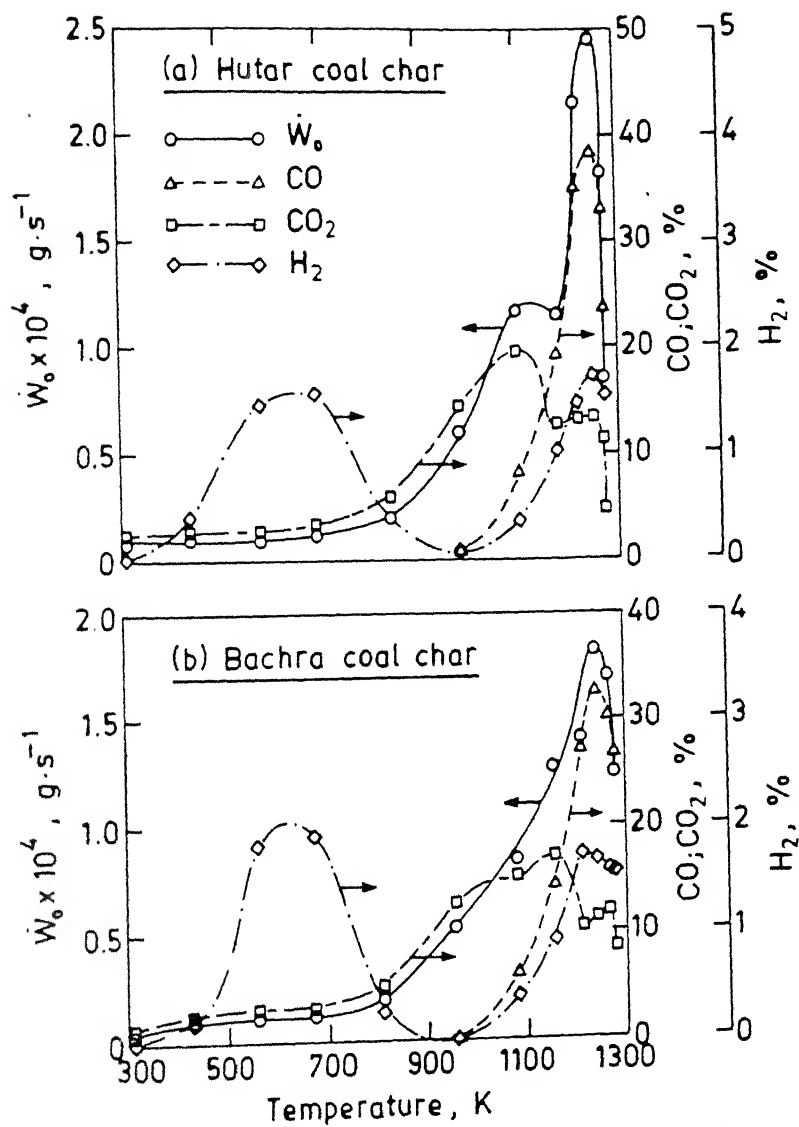 (a) Hutar coal char
Ẇ₀
CO
CO₂
H₂
2.5
2.0
1.5
1.0
0.5
0
Ẇ₀ x 10⁴ , g·s⁻¹
50
40
30
20
10
0
CO;CO₂, %
5
4
3
2
1
0
H₂, %
(b) Bachra coal char
2.0
1.5
1.0
0.5
0
Ẇ₀ x 10⁴ , g·s⁻¹
40
30
20
10
0
CO;CO₂, %
4
3
2
1
0
H₂, %
300 500 700 900 1100 1300
Temperature, K